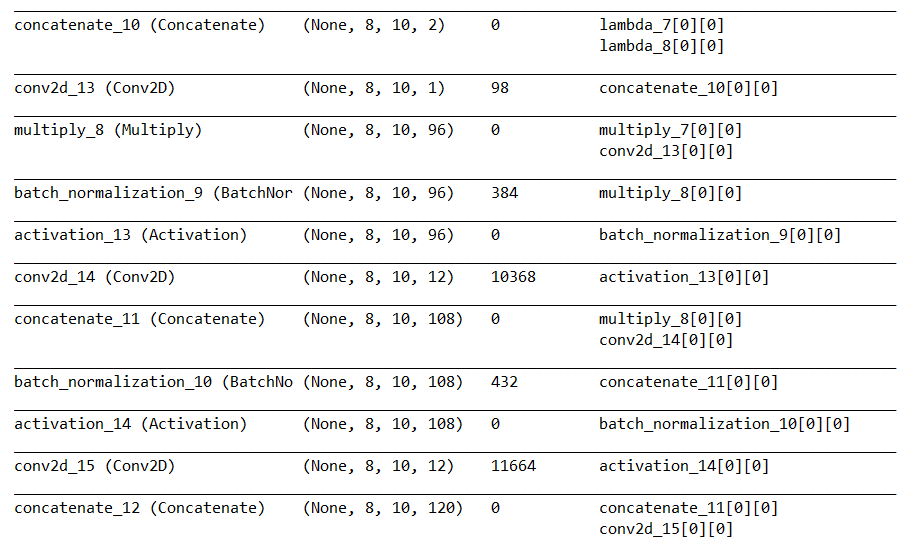 concatenate_10 (Concatenate) (None, 8, 10, 2) 0 lambda_7[0][0]
lambda_8[0][0]
conv2d_13 (Conv2D) (None, 8, 10, 1) 98 concatenate_10[0][0]
multiply_8 (Multiply) (None, 8, 10, 96) 0 multiply_7[0][0]
conv2d_13[0][0]
batch_normalization_9 (BatchNor (None, 8, 10, 96) 384 multiply_8[0][0]
activation_13 (Activation) (None, 8, 10, 96) 0 batch_normalization_9[0][0]
conv2d_14 (Conv2D) (None, 8, 10, 12) 10368 activation_13[0][0]
concatenate_11 (Concatenate) (None, 8, 10, 108) 0 multiply_8[0][0]
conv2d_14[0][0]
batch_normalization_10 (BatchNo (None, 8, 10, 108) 432 concatenate_11[0][0]
activation_14 (Activation) (None, 8, 10, 108) 0 batch_normalization_10[0][0]
conv2d_15 (Conv2D) (None, 8, 10, 12) 11664 activation_14[0][0]
concatenate_12 (Concatenate) (None, 8, 10, 120) 0 concatenate_11[0][0]
conv2d_15[0][0]